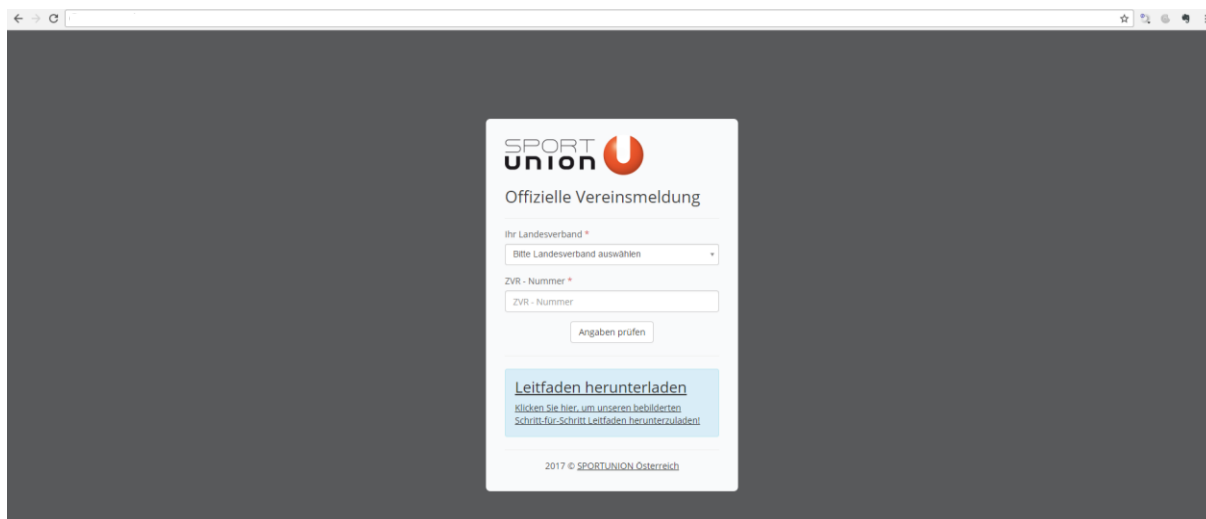 SPORT
union
Offizielle Vereinsmeldung
Ihr Landesverband *
Bitte Landesverband auswählen
ZVR - Nummer *
ZVR - Nummer
Angaben prüfen
Leitfaden herunterladen
Klicken Sie hier, um unseren bebilderten
Schritt-für-Schritt Leitfaden herunterzuladen!
2017 © SPORTUNION Österreich